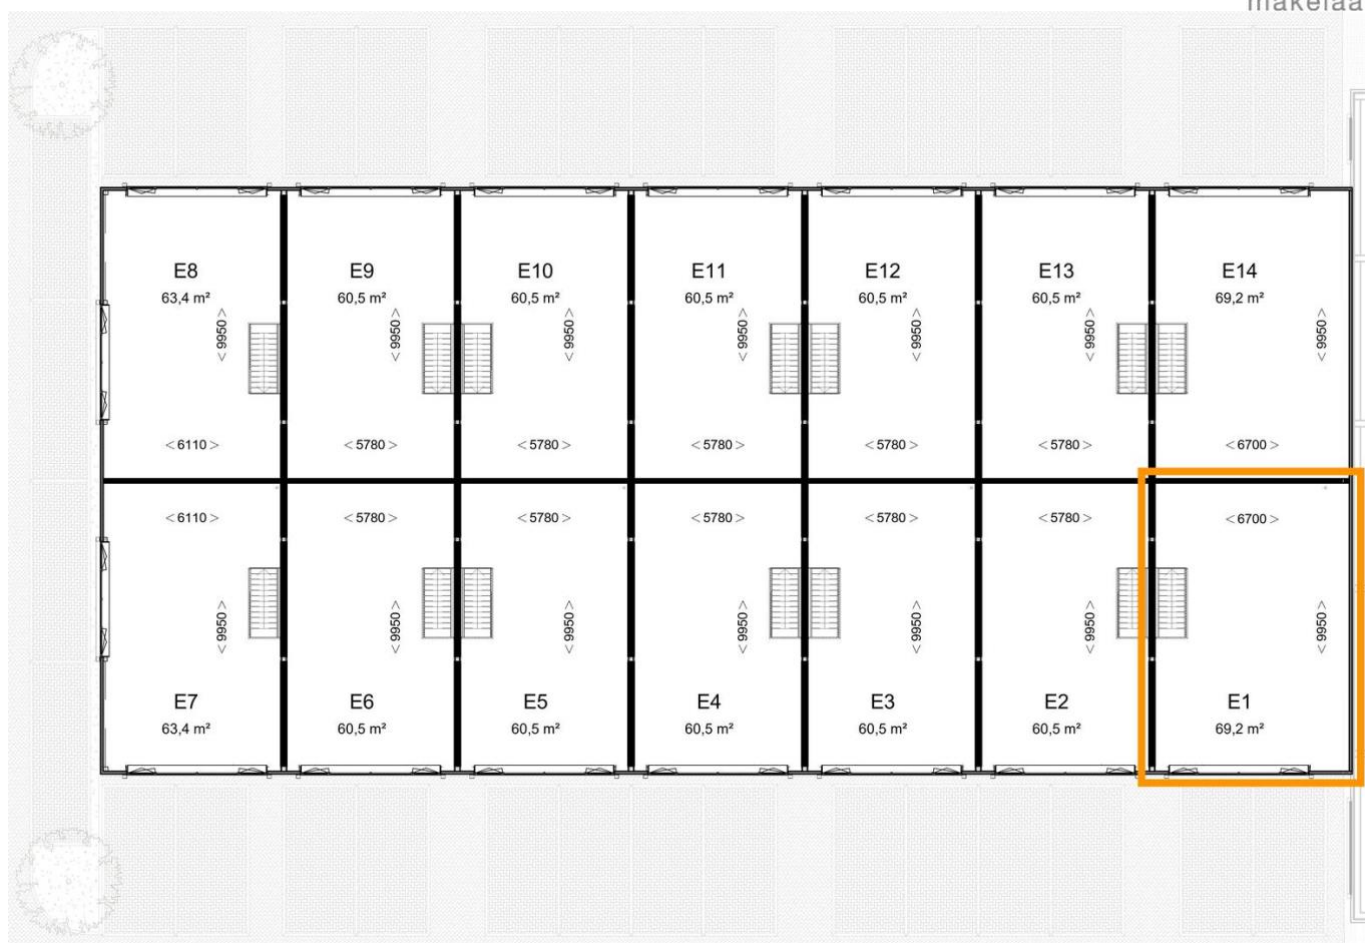 makelaa
E8 E9 E10 E11 E12 E13 E14
63,4 m² 60,5 m² 60,5 m² 60,5 m² 60,5 m² 60,5 m² 69,2 m²
<9950> <9950> <9950> <9950> <9950> <9950> <9950>
<6110> <5780> <5780> <5780> <5780> <5780> <6700>
<6110> <5780> <5780> <5780> <5780> <5780> <6700>
<9950> <9950> <9950> <9950> <9950> <9950> <9950>
E7 E6 E5 E4 E3 E2 E1
63,4 m² 60,5 m² 60,5 m² 60,5 m² 60,5 m² 60,5 m² 69,2 m²